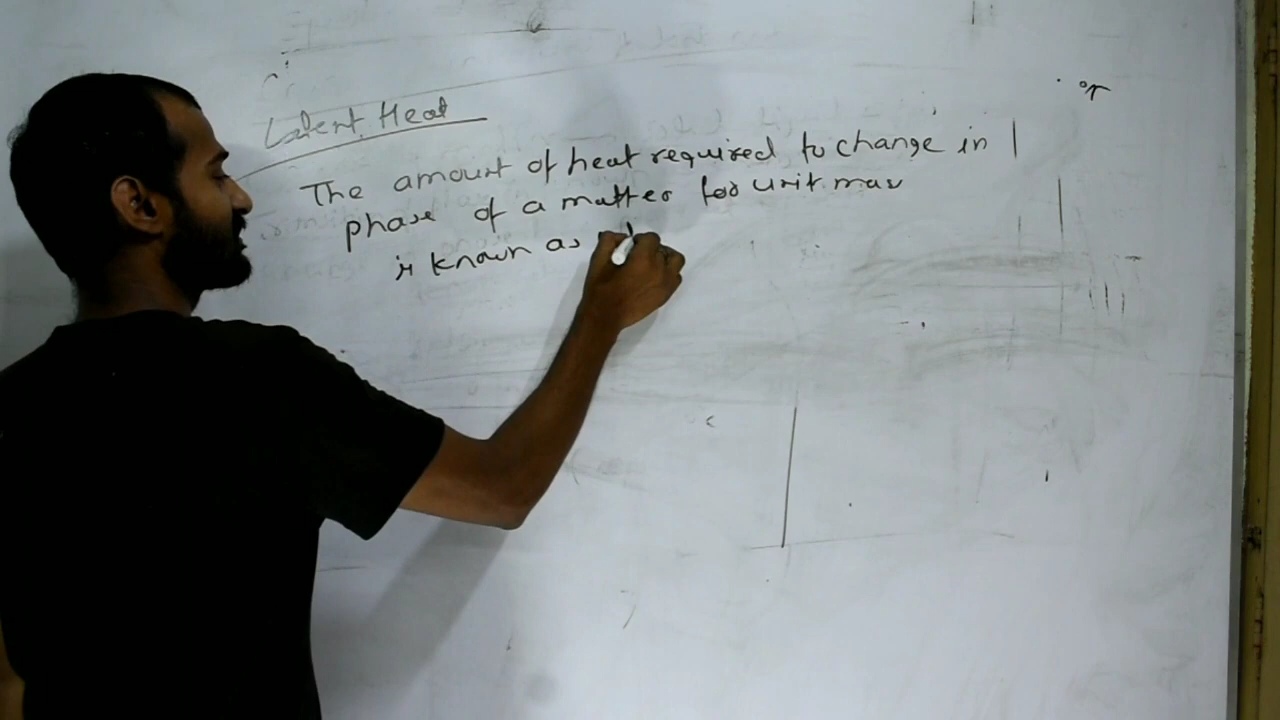 Latent Heat
The amount of heat required to change in
phase of a matter for unit mass
is known as